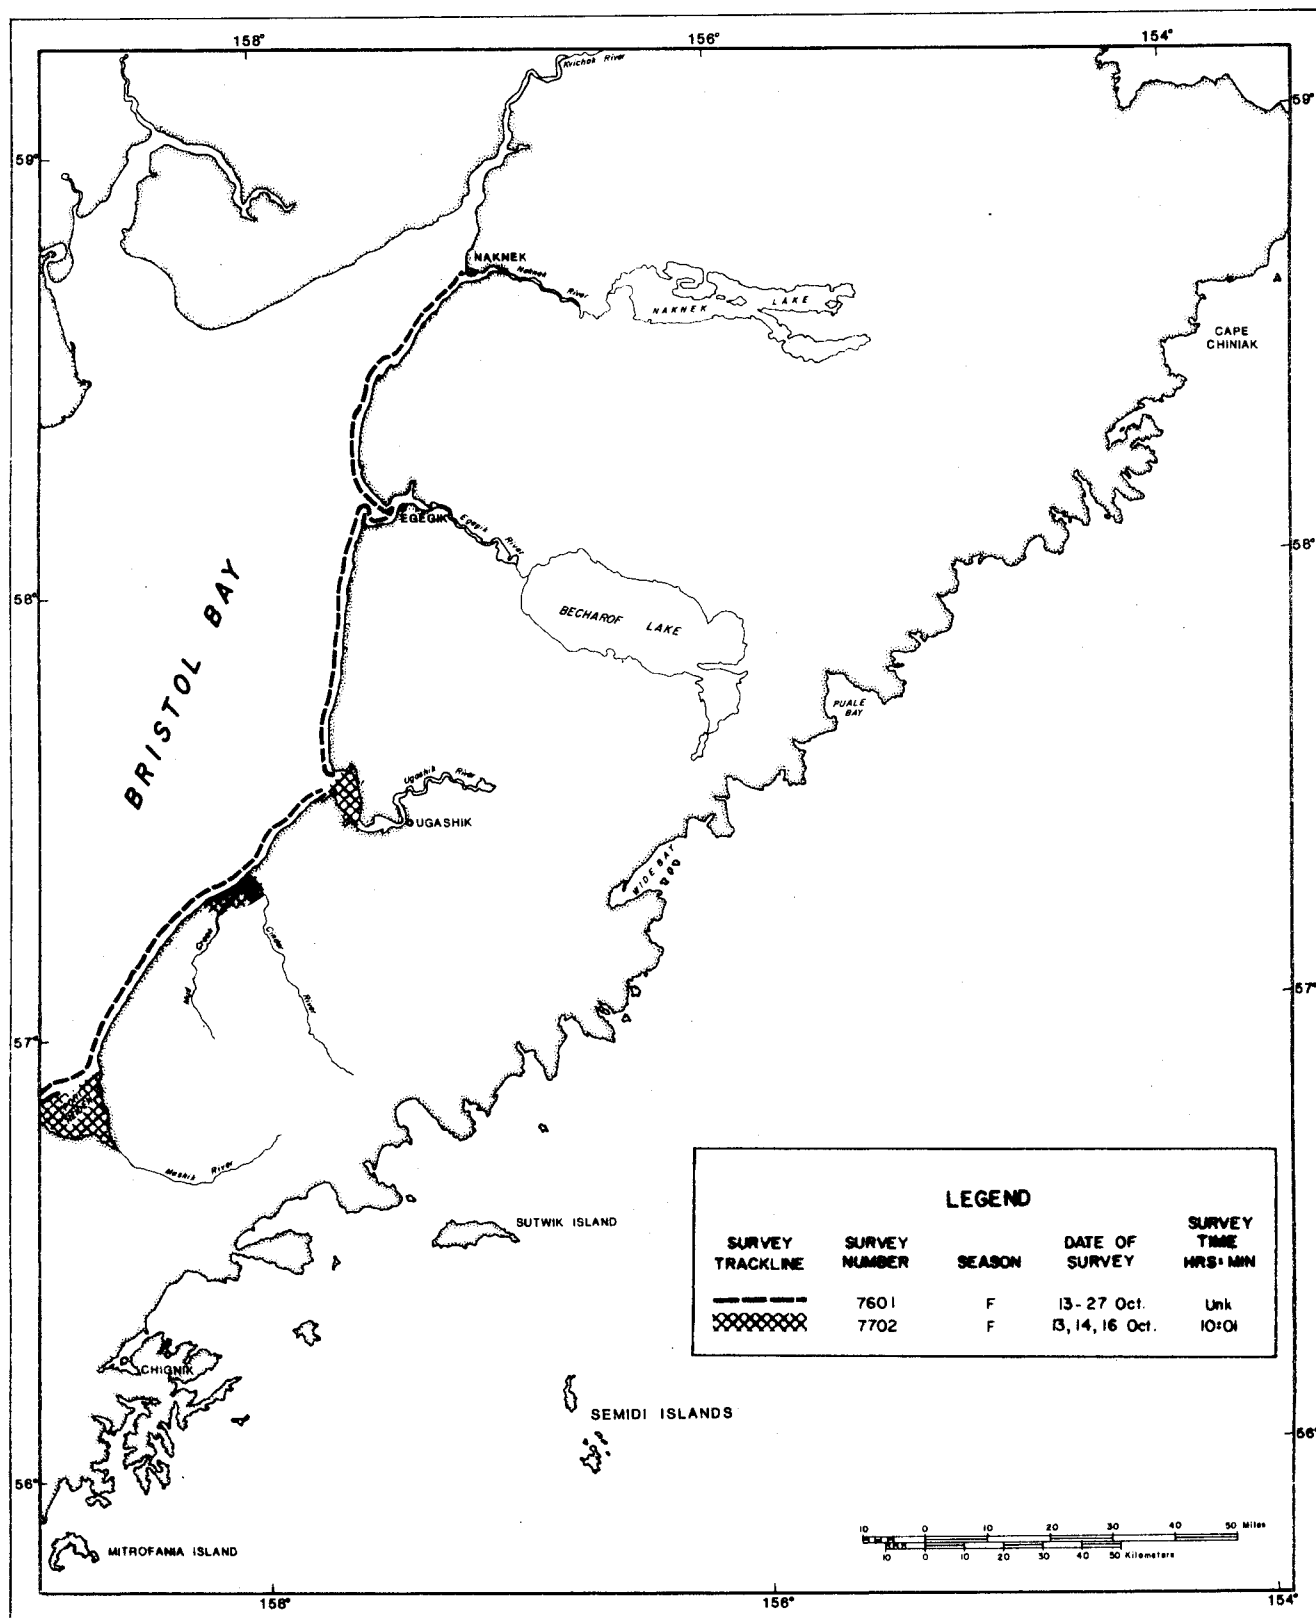 158°
156°
154°
Kvichak River
59°
59°
NAKNEK
Naknek
River
NAKNEK
LAKE
A
CAPE
CHINIAK
EGEGIK
Egegik
River
58°
58°
BRISTOL BAY
BECHAROF LAKE
PUALE
BAY
Ugashik River
UGASHIK
WIDE BAY
Mud Creek
Cinder River
57°
57°
Meshik River
LEGEND
SURVEY TRACKLINE SURVEY NUMBER SEASON DATE OF SURVEY SURVEY TIME HRS:MIN
7601 F 13-27 Oct. Unk
7702 F 13, 14, 16 Oct. 10:01
SUTWIK ISLAND
CHIGNIK
SEMIDI ISLANDS
56°
56°
10 0 10 20 30 40 50 Miles
10 0 10 20 30 40 50 Kilometers
MITROFANIA ISLAND
158°
156°
154°